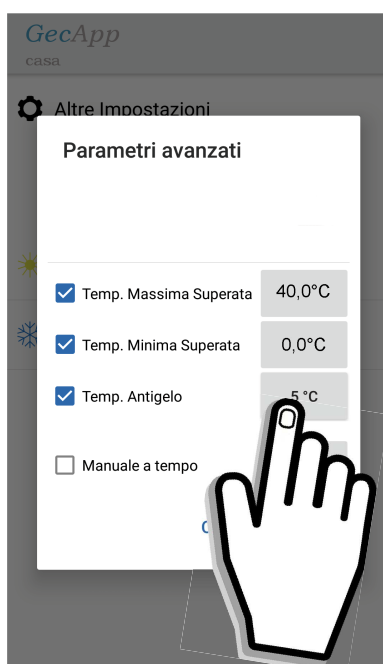 GecApp
casa
Altre Impostazioni
Parametri avanzati
Temp. Massima Superata 40,0°C
Temp. Minima Superata 0,0°C
Temp. Antigelo 5 °C
Manuale a tempo